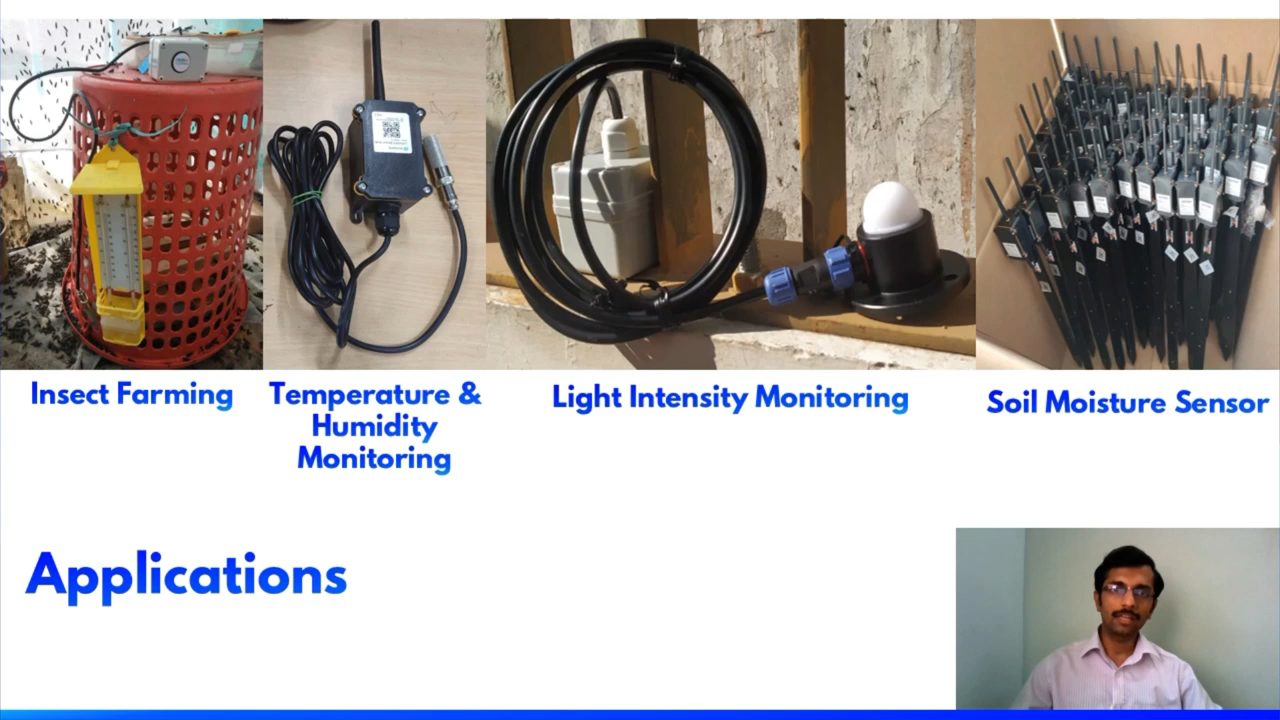 Insect Farming
Temperature &
Humidity
Monitoring
Light Intensity Monitoring
Soil Moisture Sensor
Applications